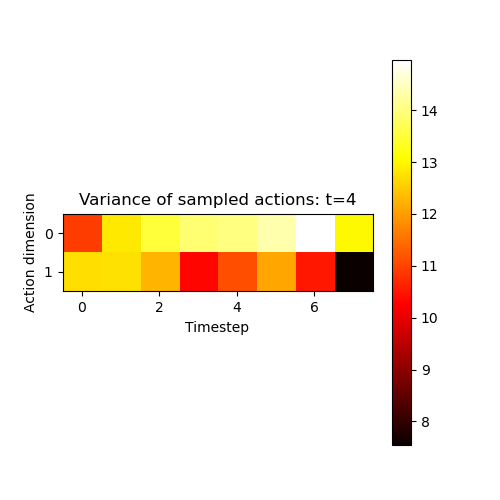 Variance of sampled actions: t=4
Action dimension
0
1
0 2 4 6
Timestep
14
13
12
11
10
9
8